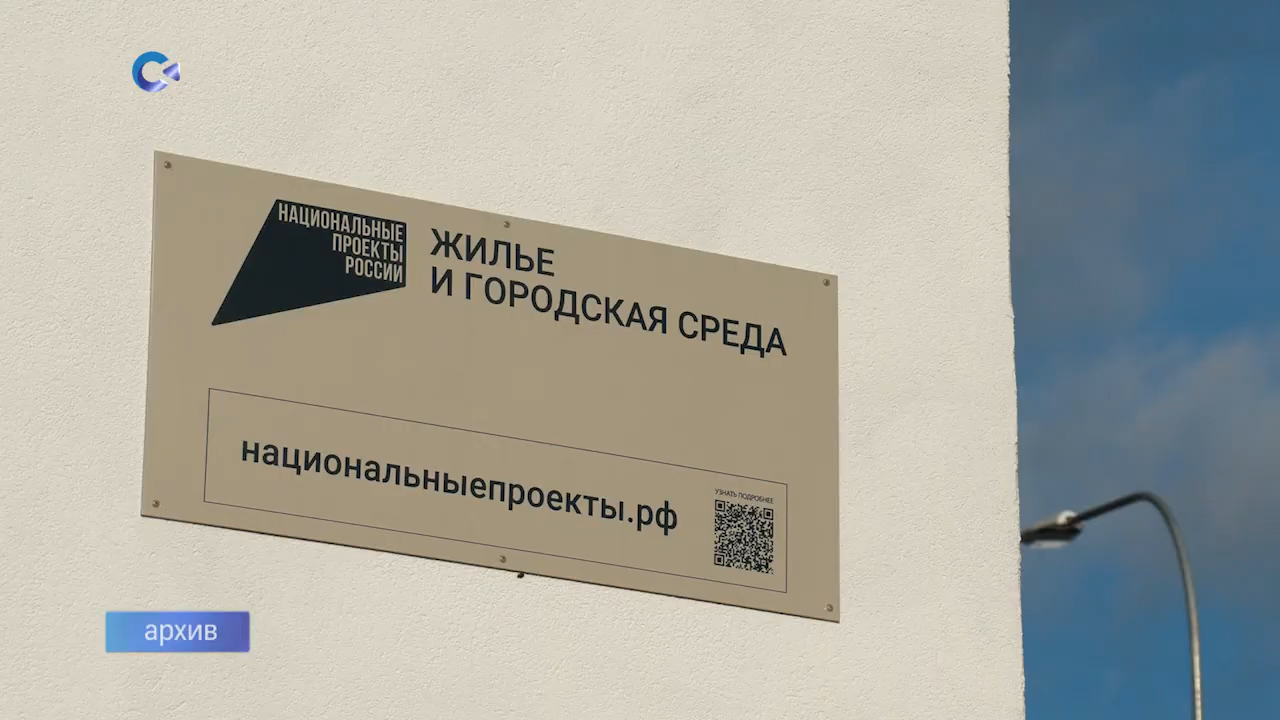 НАЦИОНАЛЬНЫЕ
ПРОЕКТЫ
РОССИИ
ЖИЛЬЕ
И ГОРОДСКАЯ СРЕДА
национальныепроекты.рф
УЗНАТЬ ПОДРОБНЕЕ
архив